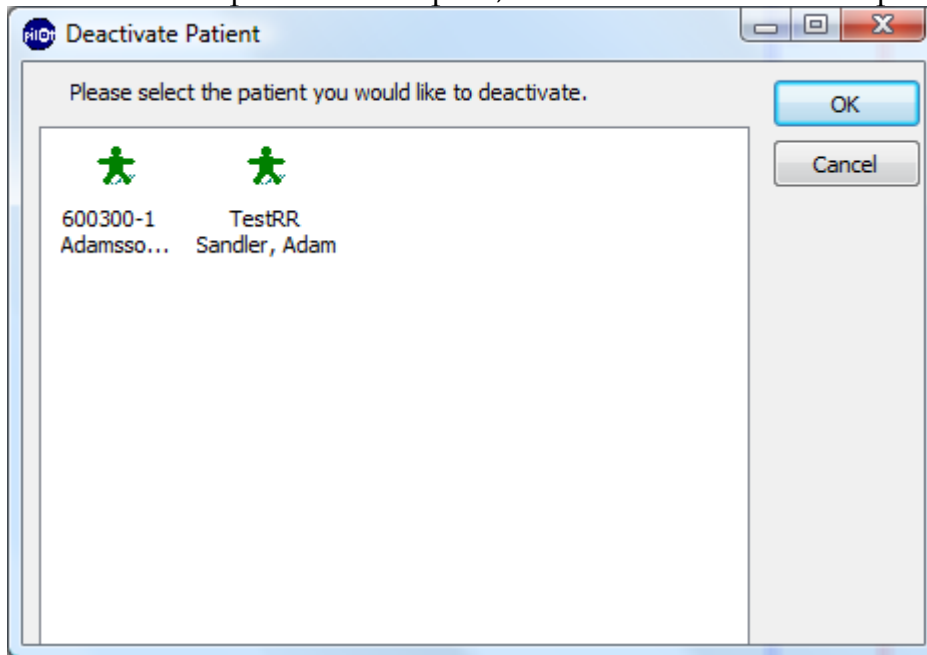 Deactivate Patient
Please select the patient you would like to deactivate.
OK
Cancel
600300-1 TestRR
Adamsso... Sandler, Adam